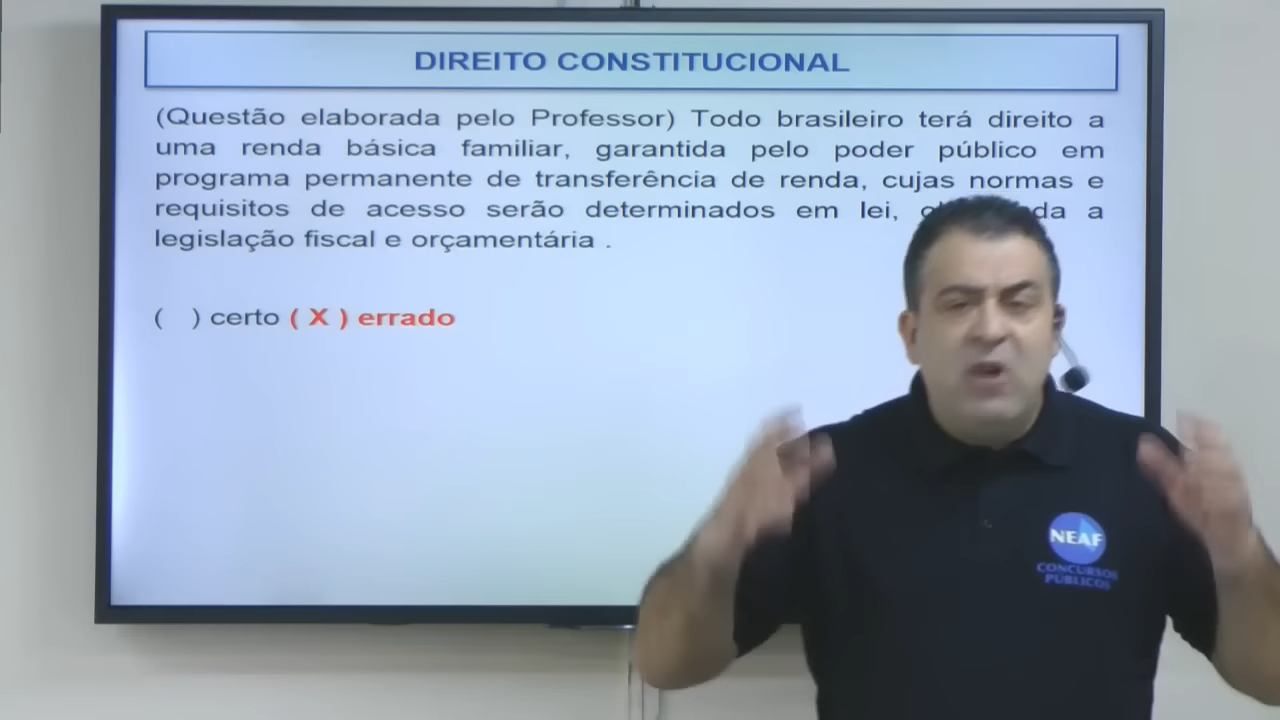 DIREITO CONSTITUCIONAL
(Questão elaborada pelo Professor) Todo brasileiro terá direito a
uma renda básica familiar, garantida pelo poder público em
programa permanente de transferência de renda, cujas normas e
requisitos de acesso serão determinados em lei, a
legislação fiscal e orçamentária .
( ) certo ( X ) errado
NEAF
CONCURSOS
PÚBLICOS